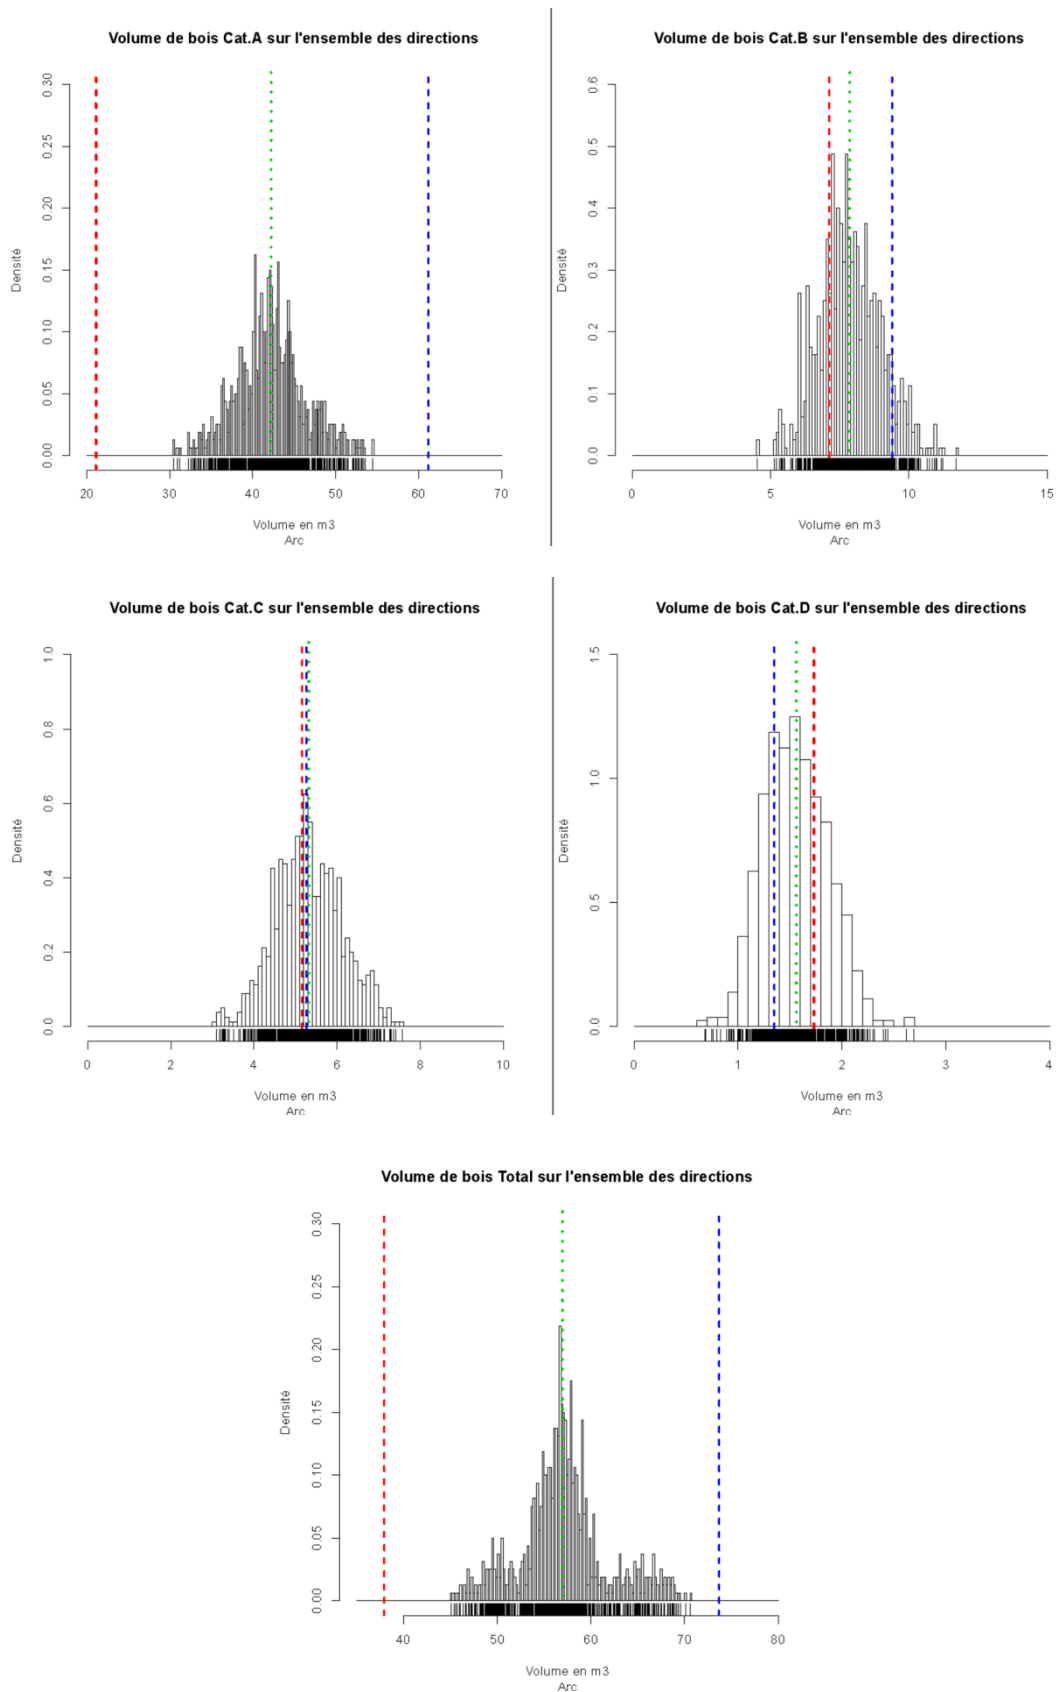 Volume de bois Cat.A sur l'ensemble des directions
Densité
0.00 0.05 0.10 0.15 0.20 0.25 0.30
20 30 40 50 60 70
Volume en m3
Arc
Volume de bois Cat.B sur l'ensemble des directions
Densité
0.0 0.1 0.2 0.3 0.4 0.5 0.6
0 5 10 15
Volume en m3
Arc
Volume de bois Cat.C sur l'ensemble des directions
Densité
0.0 0.2 0.4 0.6 0.8 1.0
0 2 4 6 8 10
Volume en m3
Arc
Volume de bois Cat.D sur l'ensemble des directions
Densité
0.0 0.5 1.0 1.5
0 1 2 3 4
Volume en m3
Arc
Volume de bois Total sur l'ensemble des directions
Densité
0.00 0.05 0.10 0.15 0.20 0.25 0.30
40 50 60 70 80
Volume en m3
Arc